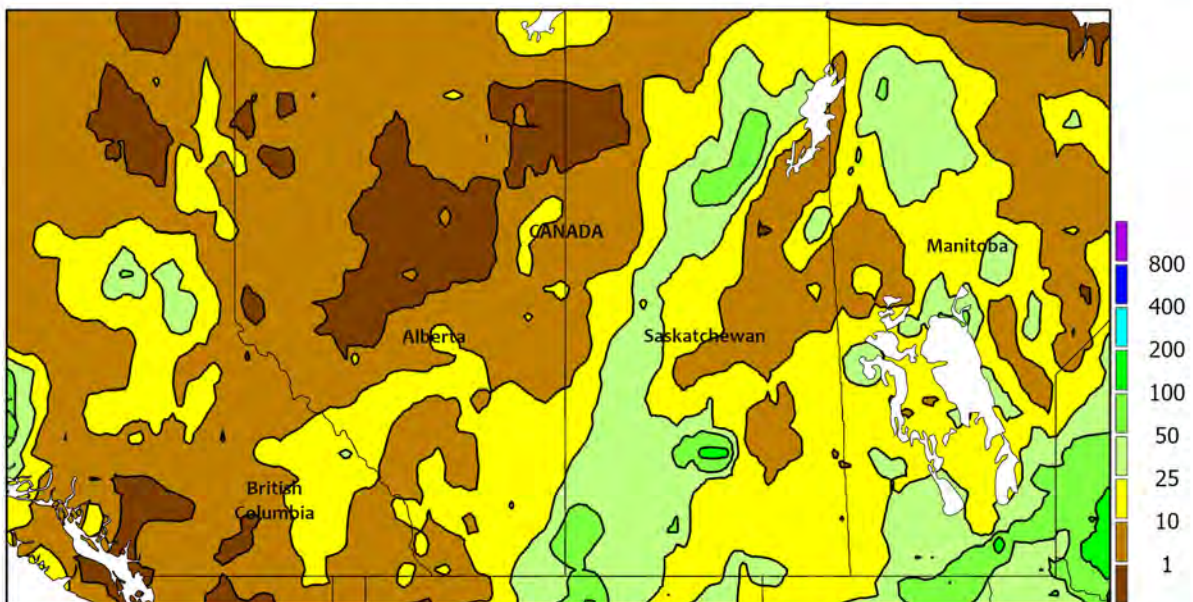 CANADA
Manitoba
Alberta
Saskatchewan
British
Columbia
800
400
200
100
50
25
10
1